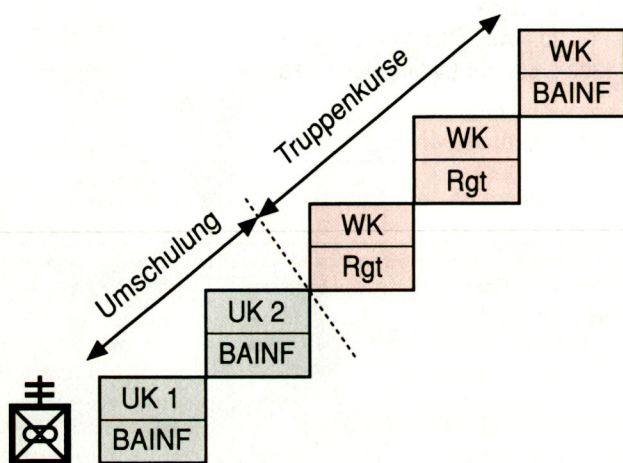 WK
BAINF
Truppenkurse
WK
Rgt
WK
Rgt
Umschulung
UK 2
BAINF
UK 1
BAINF